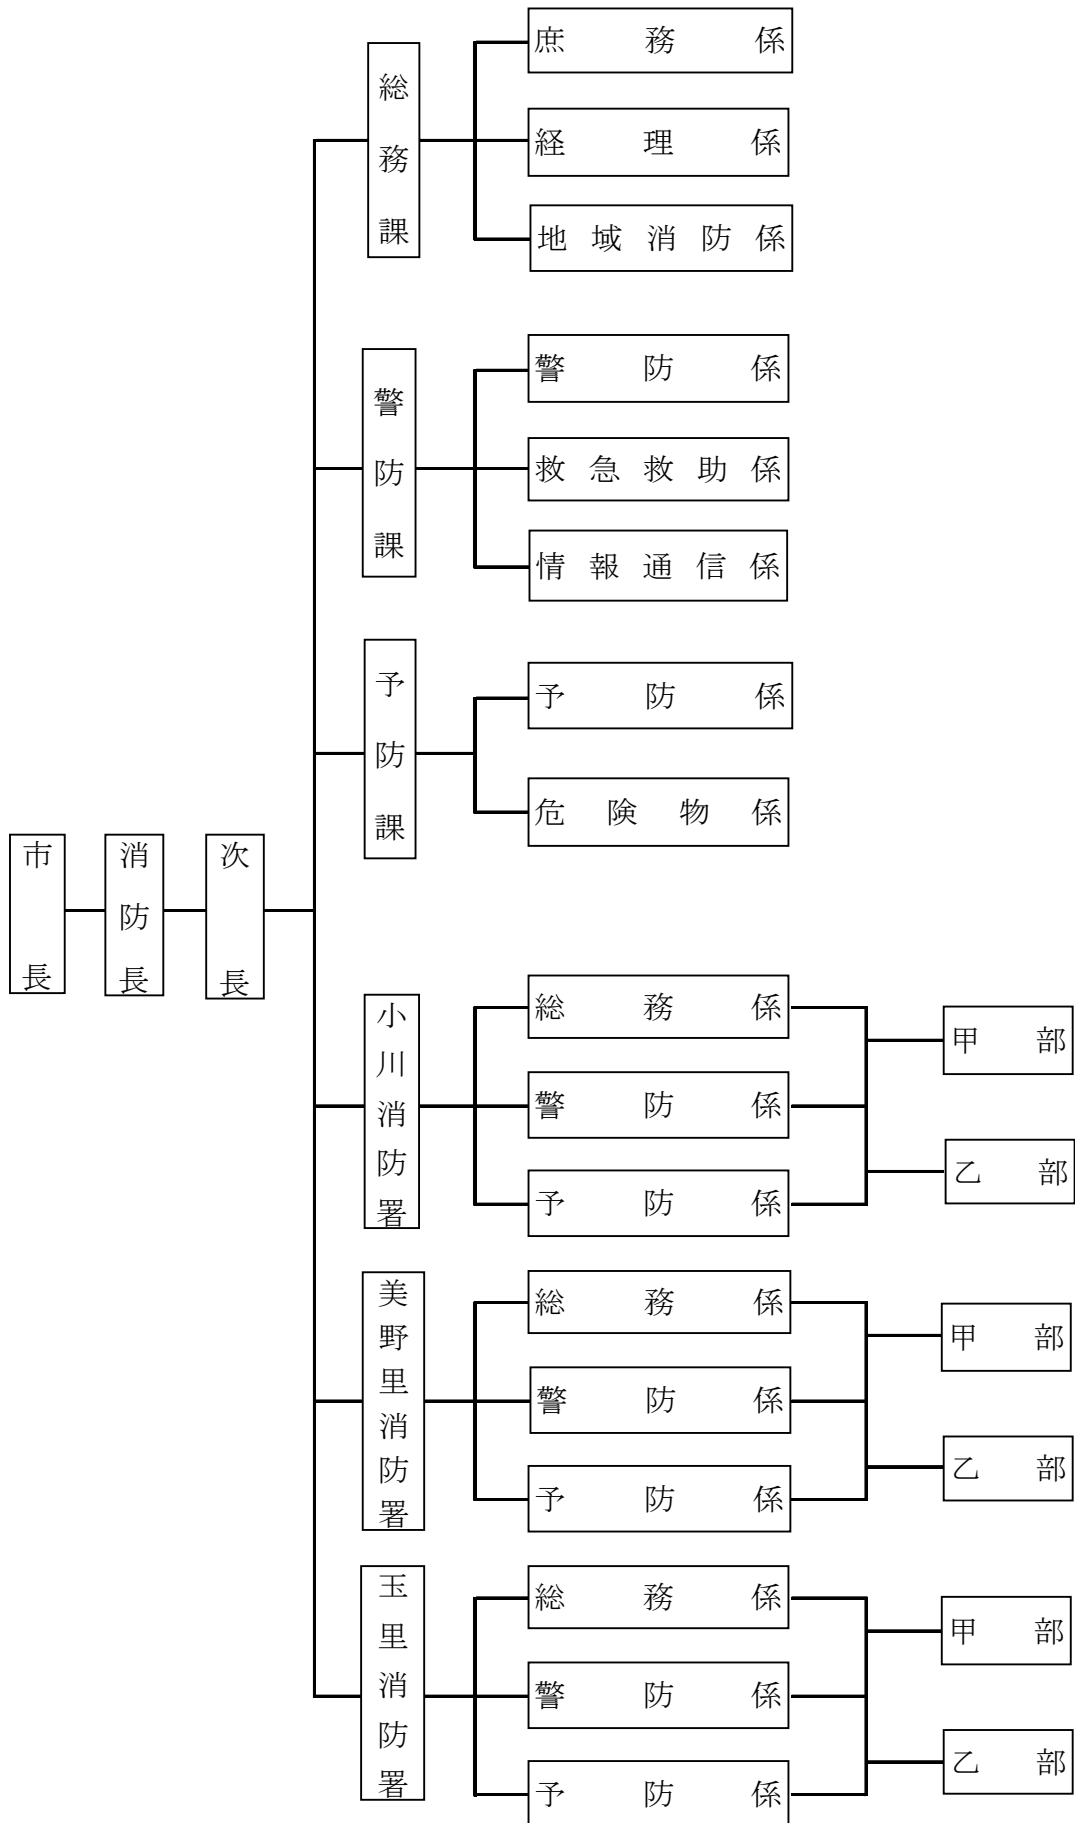 市長
消防長
次長
総務課
庶務係
経理係
地域消防係
警防課
警防係
救急救助係
情報通信係
予防課
予防係
危険物係
小川消防署
総務係
警防係
予防係
甲部
乙部
美野里消防署
総務係
警防係
予防係
甲部
乙部
玉里消防署
総務係
警防係
予防係
甲部
乙部